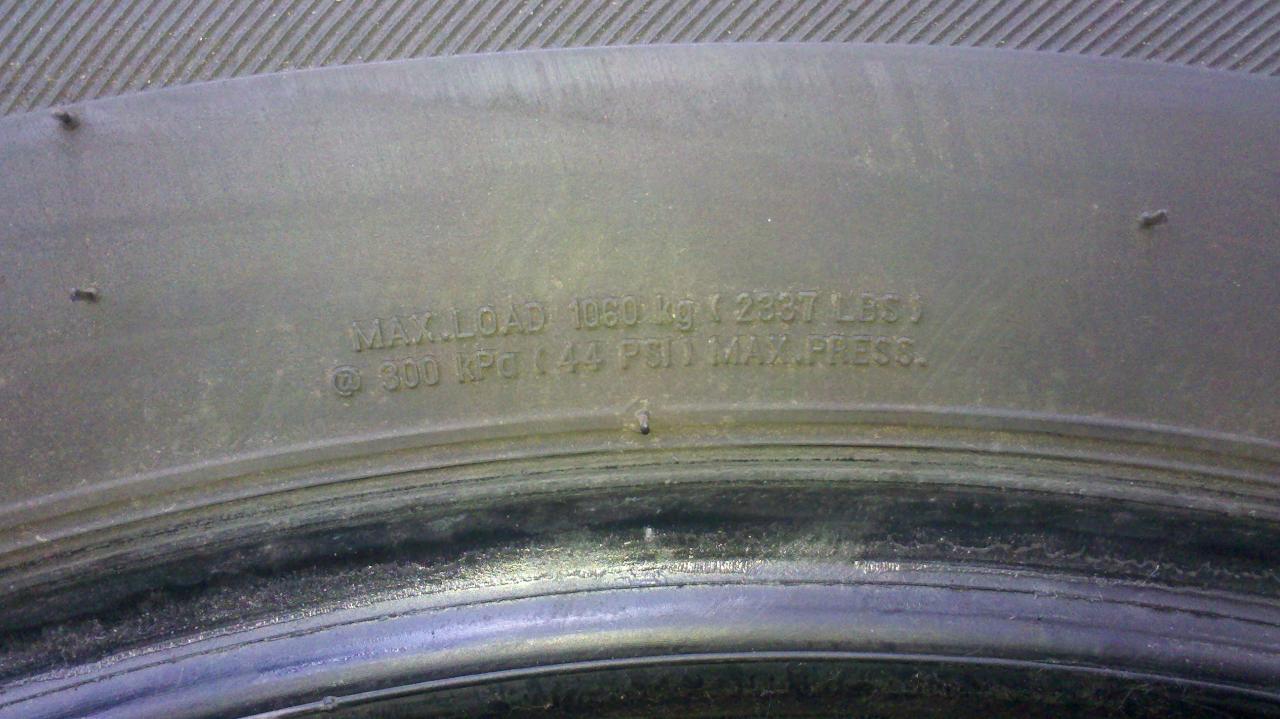 MAX.LOAD 1060 kg ( 2337 LBS )
@ 300 kPa ( 44 PSI ) MAX.PRESS.